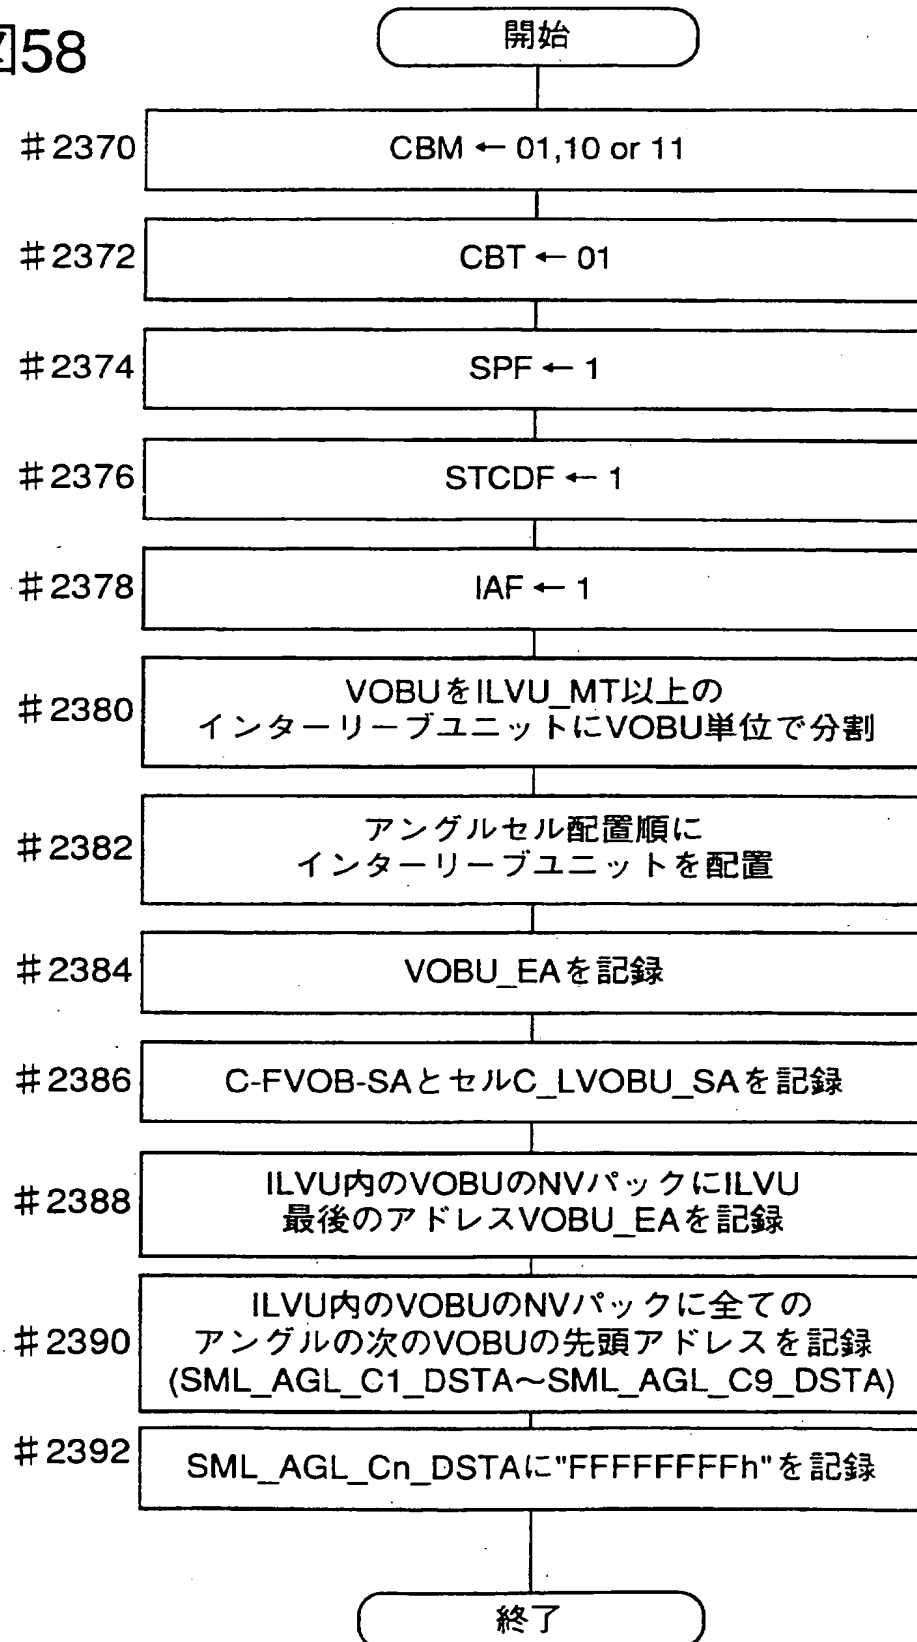 図58
開始
#2370
CBM ← 01,10 or 11
#2372
CBT ← 01
#2374
SPF ← 1
#2376
STCDF ← 1
#2378
IAF ← 1
#2380
VOBUをILVU_MT以上の
インターリーブユニットにVOBU単位で分割
#2382
アングルセル配置順に
インターリーブユニットを配置
#2384
VOBU_EAを記録
#2386
C-FVOB-SAとセルC_LVOBU_SAを記録
#2388
ILVU内のVOBUのNVパックにILVU
最後のアドレスVOBU_EAを記録
#2390
ILVU内のVOBUのNVパックに全ての
アングルの次のVOBUの先頭アドレスを記録
(SML_AGL_C1_DSTA～SML_AGL_C9_DSTA)
#2392
SML_AGL_Cn_DSTAに"FFFFFFFFh"を記録
終了